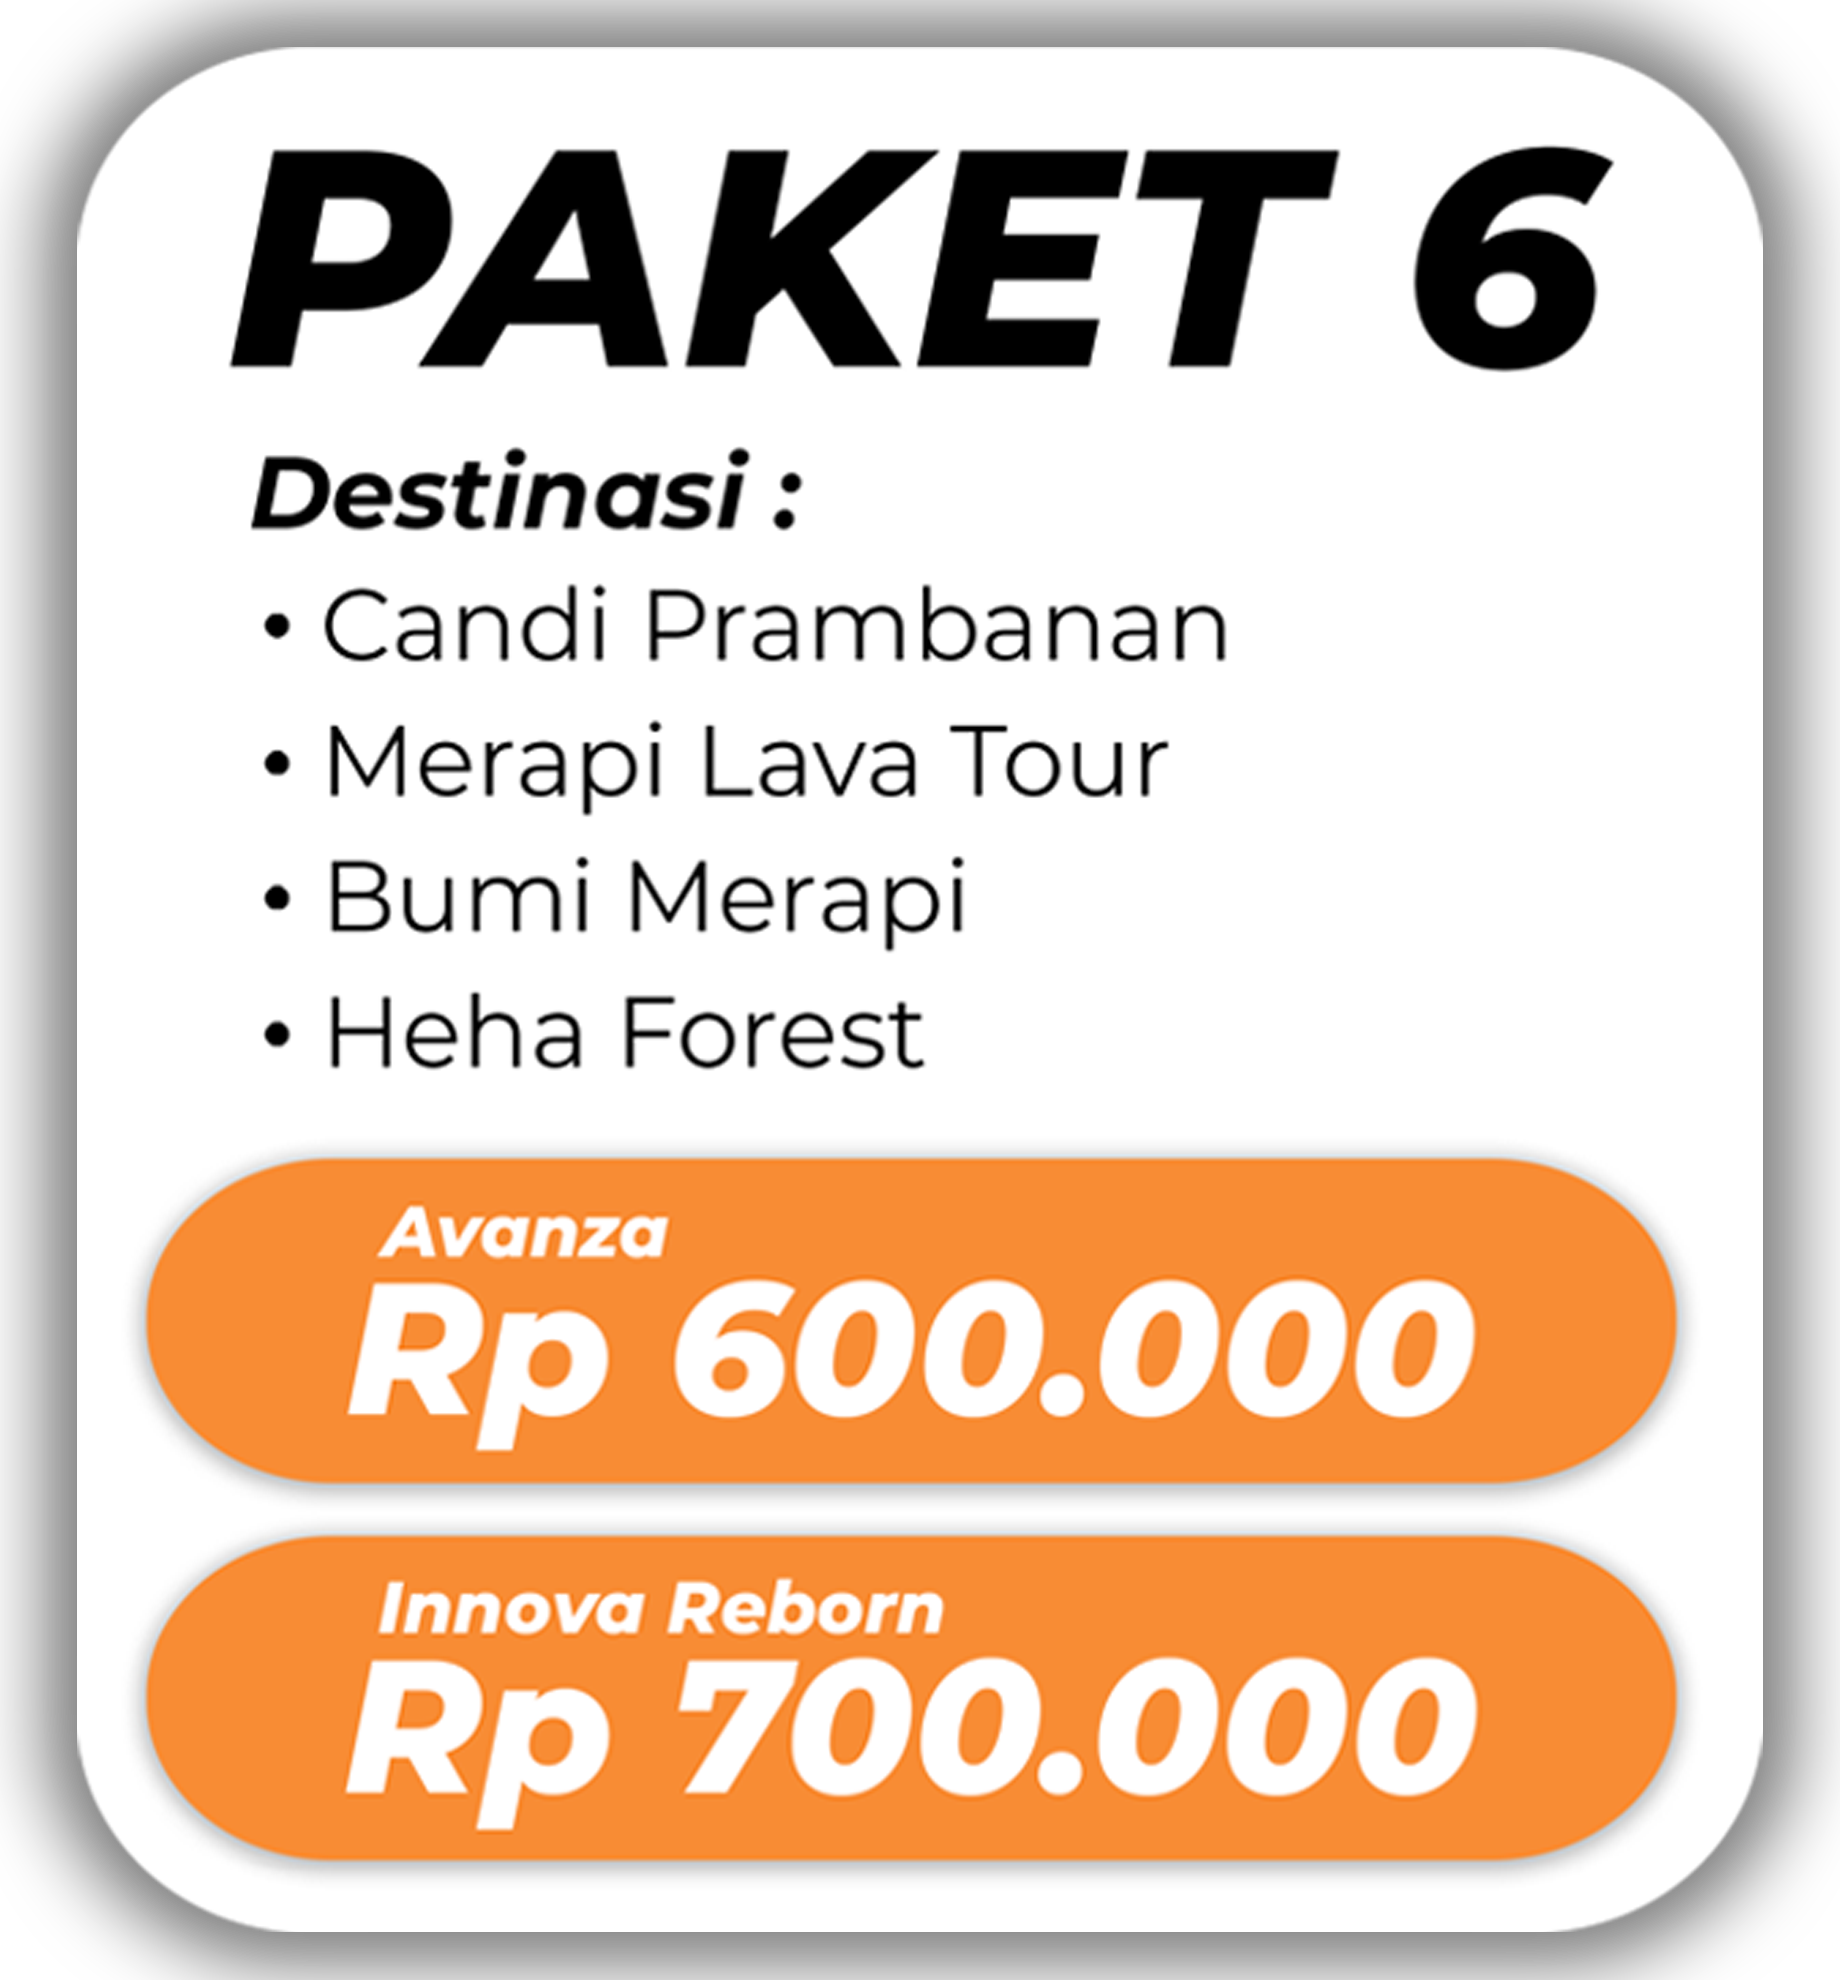 PAKET 6
Destinasi :
• Candi Prambanan
• Merapi Lava Tour
• Bumi Merapi
• Heha Forest
Avanza
Rp 600.000
Innova Reborn
Rp 700.000